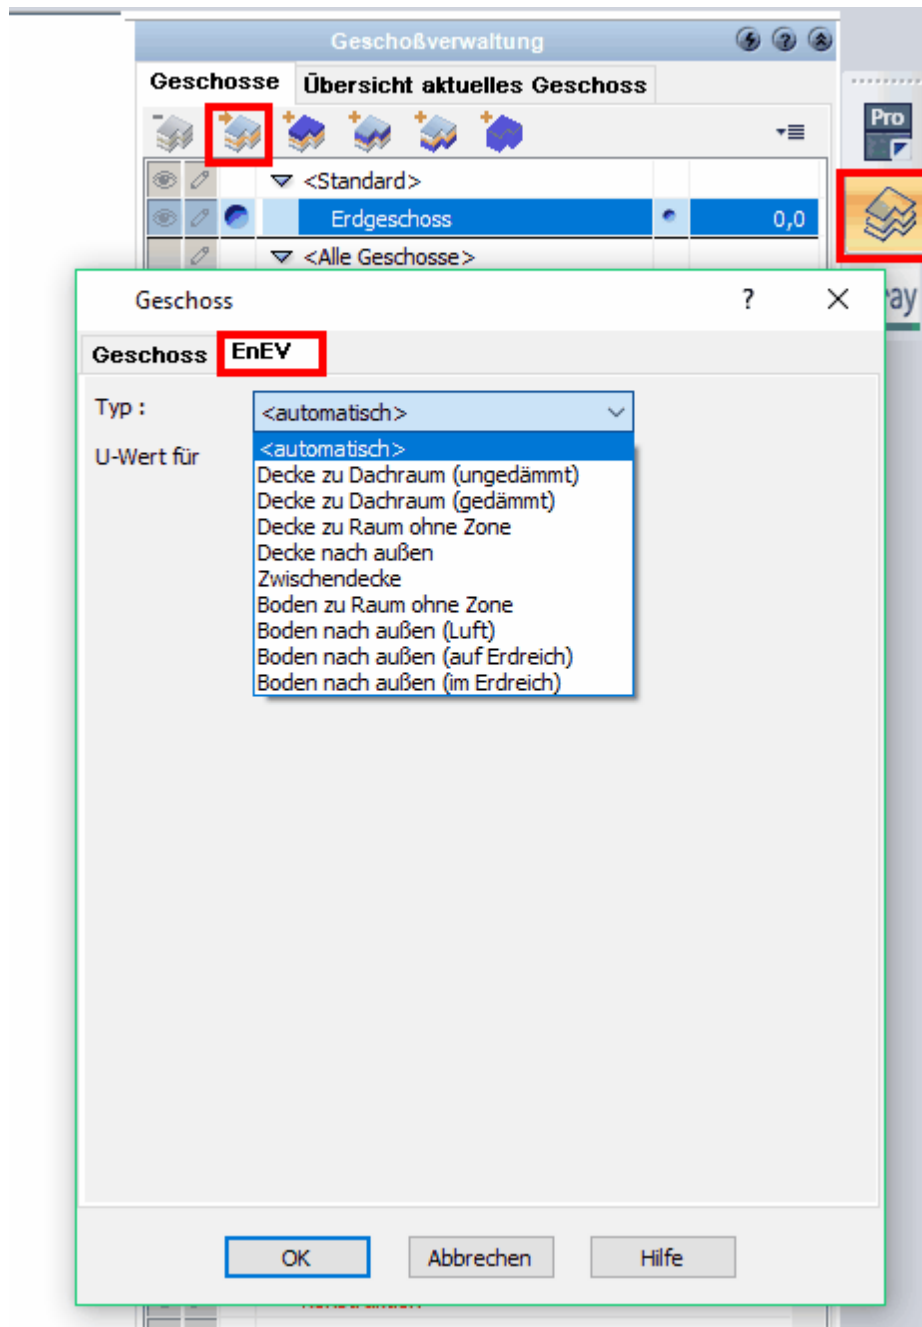 Geschoßverwaltung
Geschosse Übersicht aktuelles Geschoss
Pro
<Standard>
Erdgeschoss 0,0
<Alle Geschosse>
Geschoss ?
ay
Geschoss EnEV
Typ : <automatisch>
U-Wert für
<automatisch>
Decke zu Dachraum (ungedämmt)
Decke zu Dachraum (gedämmt)
Decke zu Raum ohne Zone
Decke nach außen
Zwischendecke
Boden zu Raum ohne Zone
Boden nach außen (Luft)
Boden nach außen (auf Erdreich)
Boden nach außen (im Erdreich)
OK Abbrechen Hilfe